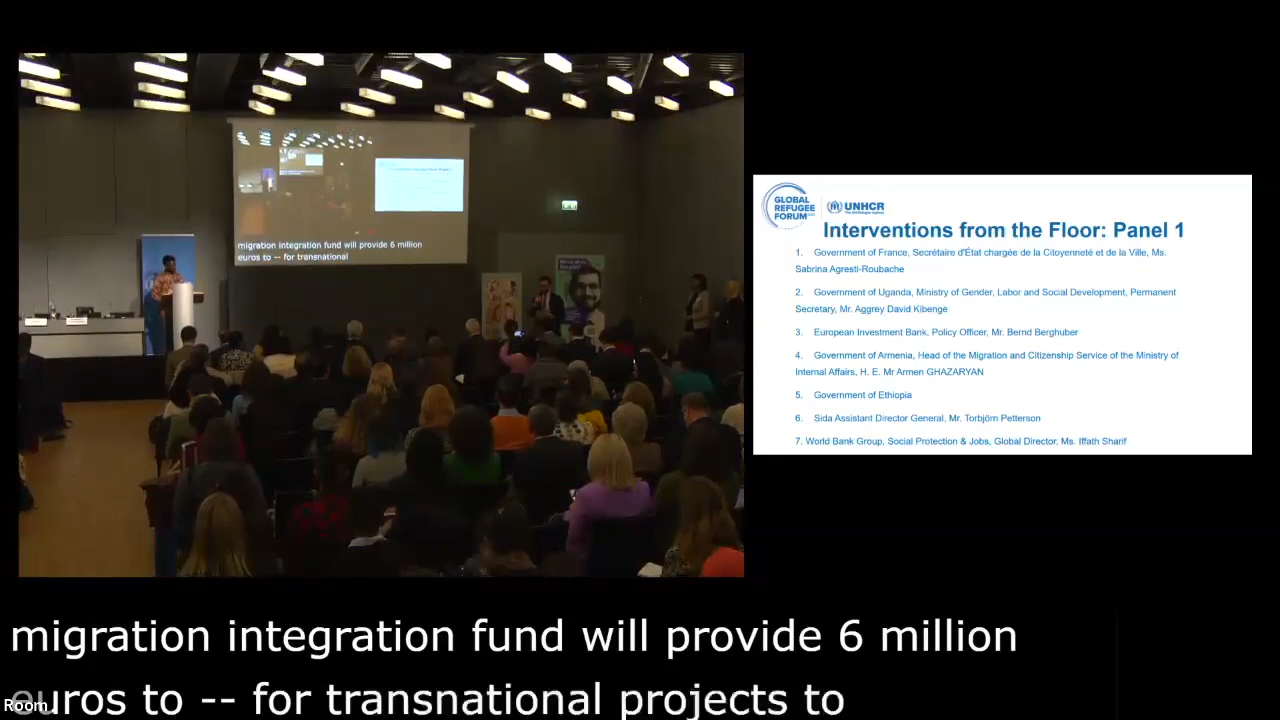 migration integration fund will provide 6 million
euros to -- for transnational
GLOBAL
REFUGEE
FORUM
UNHCR
The UN Refugee Agency
Interventions from the Floor: Panel 1
1. Government of France, Secrétaire d'État chargée de la Citoyenneté et de la Ville, Ms.
Sabrina Agresti-Roubache
2. Government of Uganda, Ministry of Gender, Labor and Social Development, Permanent
Secretary, Mr. Aggrey David Kibenge
3. European Investment Bank, Policy Officer, Mr. Bernd Berghuber
4. Government of Armenia, Head of the Migration and Citizenship Service of the Ministry of
Internal Affairs, H. E. Mr Armen GHAZARYAN
5. Government of Ethiopia
6. Sida Assistant Director General, Mr. Torbjörn Petterson
7. World Bank Group, Social Protection & Jobs, Global Director, Ms. Iffath Sharif
migration integration fund will provide 6 million
euros to -- for transnational projects to
Room